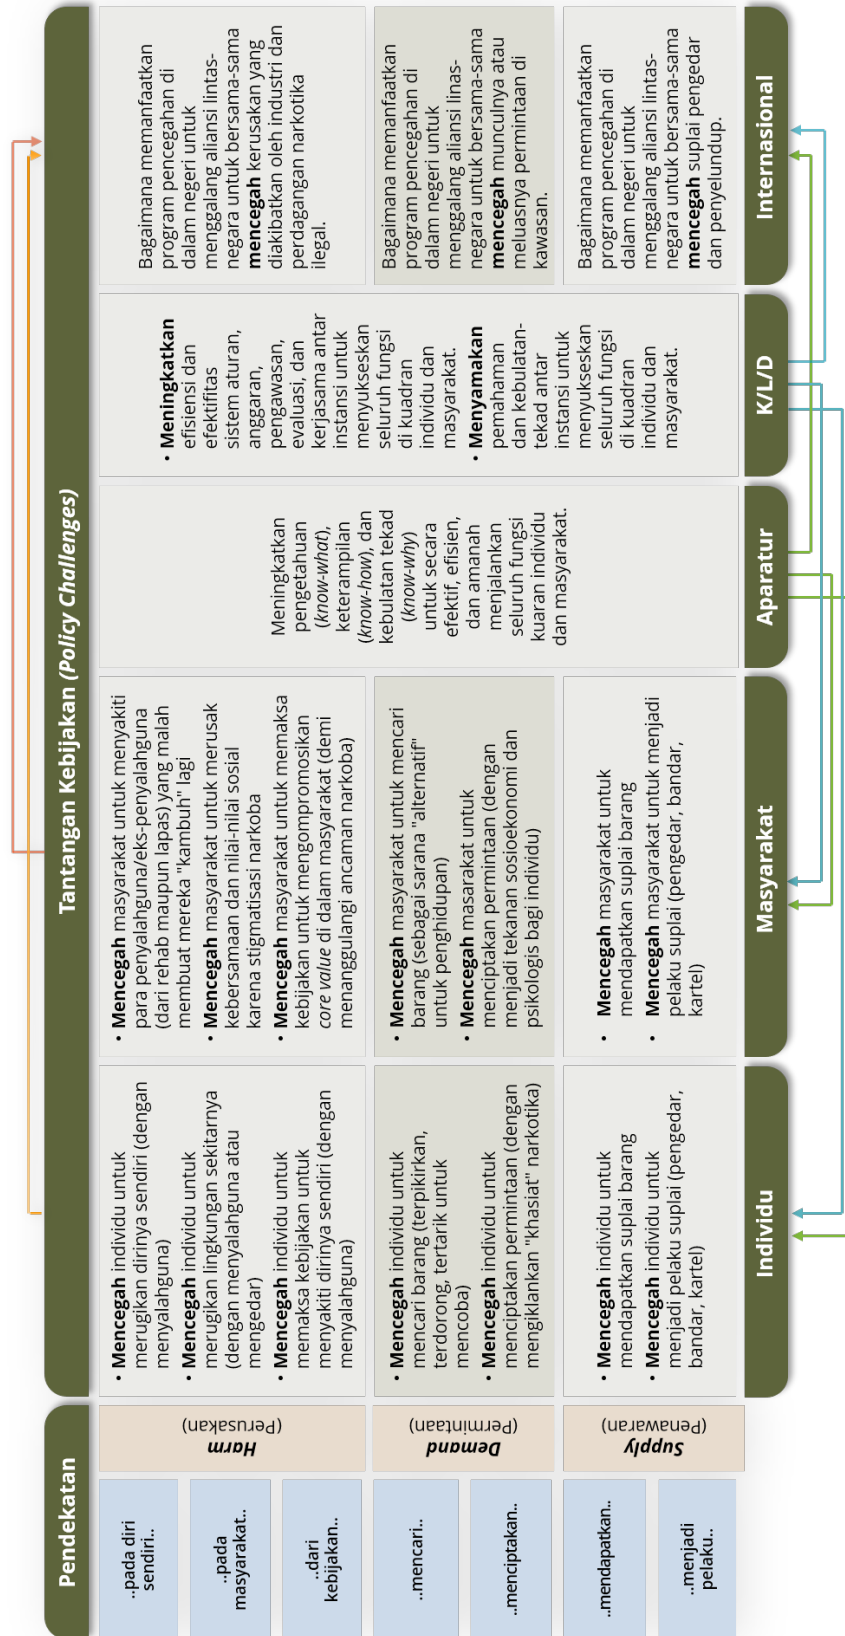 Pendekatan
Tantangan Kebijakan (Policy Challenges)
..pada diri
sendiri..
..pada
masyarakat..
..dari
kebijakan..
Harm
(Perusakan)
• Mencegah individu untuk
merugikan dirinya sendiri (dengan
menyalahguna)
• Mencegah individu untuk
merugikan lingkungan sekitarnya
(dengan menyalahguna atau
mengedar)
• Mencegah individu untuk
memaksa kebijakan untuk
menyakiti dirinya sendiri (dengan
menyalahguna)
• Mencegah masyarakat untuk menyakiti
para penyalahguna/eks-penyalahguna
(dari rehab maupun lapas) yang malah
membuat mereka "kambuh" lagi
• Mencegah masyarakat untuk merusak
kebersamaan dan nilai-nilai sosial
karena stigmatisasi narkoba
• Mencegah masyarakat untuk memaksa
kebijakan untuk mengompromosikan
core value di dalam masyarakat (demi
menanggulangi ancaman narkoba)
Meningkatkan
pengetahuan
(know-what),
keterampilan
(know-how), dan
kebulatan tekad
(know-why)
untuk secara
efektif, efisien,
dan amanah
menjalankan
seluruh fungsi
kuaran individu
dan masyarakat.
• Meningkatkan
efisiensi dan
efektifitas
sistem aturan,
anggaran,
pengawasan,
evaluasi, dan
kerjasama antar
instansi untuk
menyukseskan
seluruh fungsi
di kuadran
individu dan
masyarakat.
• Menyamakan
pemahaman
dan kebulatan-
tekad antar
instansi untuk
menyukseskan
seluruh fungsi
di kuadran
individu dan
masyarakat.
Bagaimana memanfaatkan
program pencegahan di
dalam negeri untuk
menggalang aliansi lintas-
negara untuk bersama-sama
mencegah kerusakan yang
diakibatkan oleh industri dan
perdagangan narkotika
ilegal.
..mencari..
..menciptakan..
Demand
(Permintaan)
• Mencegah individu untuk
mencari barang (terpikirkan,
terdorong, tertarik untuk
mencoba)
• Mencegah individu untuk
menciptakan permintaan (dengan
mengiklankan "khasiat" narkotika)
• Mencegah masyarakat untuk mencari
barang (sebagai sarana "alternatif"
untuk penghidupan)
• Mencegah masarakat untuk
menciptakan permintaan (dengan
menjadi tekanan sosioekonomi dan
psikologis bagi individu)
Bagaimana memanfaatkan
program pencegahan di
dalam negeri untuk
menggalang aliansi linas-
negara untuk bersama-sama
mencegah munculnya atau
meluasnya permintaan di
kawasan.
..mendapatkan..
..menjadi
pelaku..
Supply
(Penawaran)
• Mencegah individu untuk
mendapatkan suplai barang
• Mencegah individu untuk
menjadi pelaku suplai (pengedar,
bandar, kartel)
• Mencegah masyarakat untuk
mendapatkan suplai barang
• Mencegah masyarakat untuk menjadi
pelaku suplai (pengedar, bandar,
kartel)
Bagaimana memanfaatkan
program pencegahan di
dalam negeri untuk
menggalang aliansi lintas-
negara untuk bersama-sama
mencegah suplai pengedar
dan penyelundup.
Individu
Masyarakat
Aparatur
K/L/D
Internasional